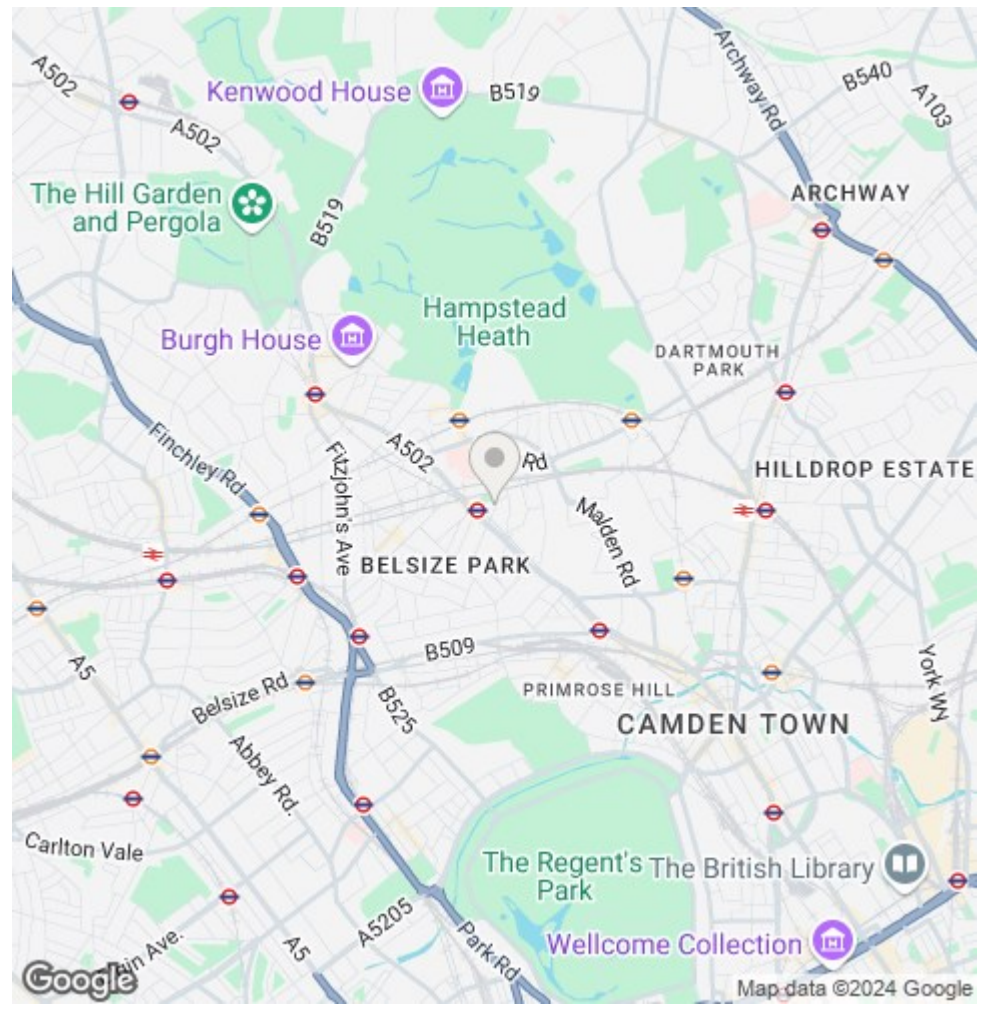 A502
Kenwood House
B519
Archway Rd
B540
A103
A502
The Hill Garden
and Pergola
B519
ARCHWAY
Hampstead
Heath
Burgh House
DARTMOUTH
PARK
Finchley Rd
Fitzjohn's Ave
A502
Rd
HILLDROP ESTATE
Malden Rd
BELSIZE PARK
B509
A5
Belsize Rd
B525
PRIMROSE HILL
York WY
CAMDEN TOWN
Abbey Rd.
Carlton Vale
The Regent's
Park
The British Library
A5205
A5
Park Rd
Wellcome Collection
Ave.
Google
Map data ©2024 Google